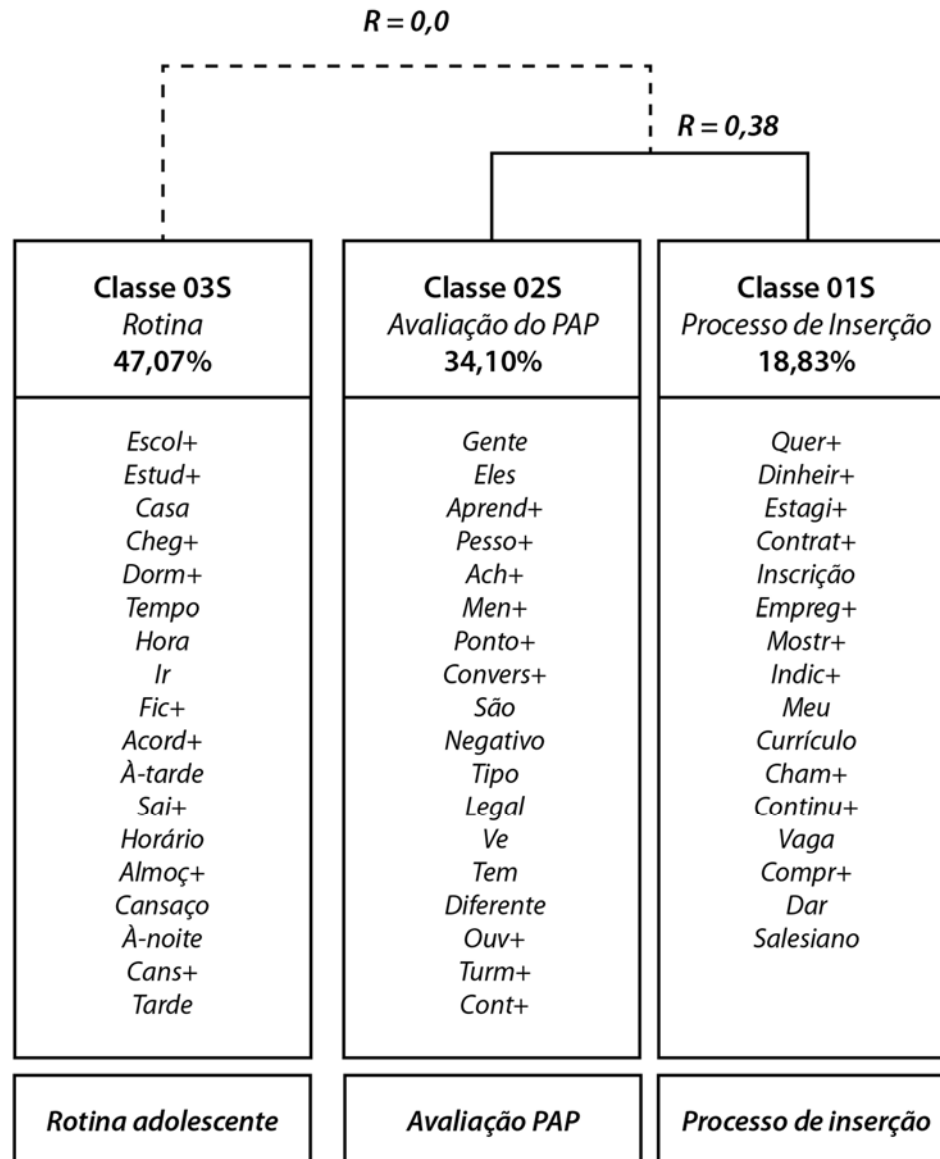 R = 0,0
R = 0,38
Classe 03S
Rotina
47,07%
Escol+
Estud+
Casa
Cheg+
Dorm+
Tempo
Hora
Ir
Fic+
Acord+
À-tarde
Sai+
Horário
Almoç+
Cansaço
À-noite
Cans+
Tarde
Rotina adolescente
Classe 02S
Avaliação do PAP
34,10%
Gente
Eles
Aprend+
Pesso+
Ach+
Men+
Ponto+
Convers+
São
Negativo
Tipo
Legal
Ve
Tem
Diferente
Ouv+
Turm+
Cont+
Avaliação PAP
Classe 01S
Processo de Inserção
18,83%
Quer+
Dinheir+
Estagi+
Contrat+
Inscrição
Empreg+
Mostr+
Indic+
Meu
Currículo
Cham+
Continu+
Vaga
Compr+
Dar
Salesiano
Processo de inserção